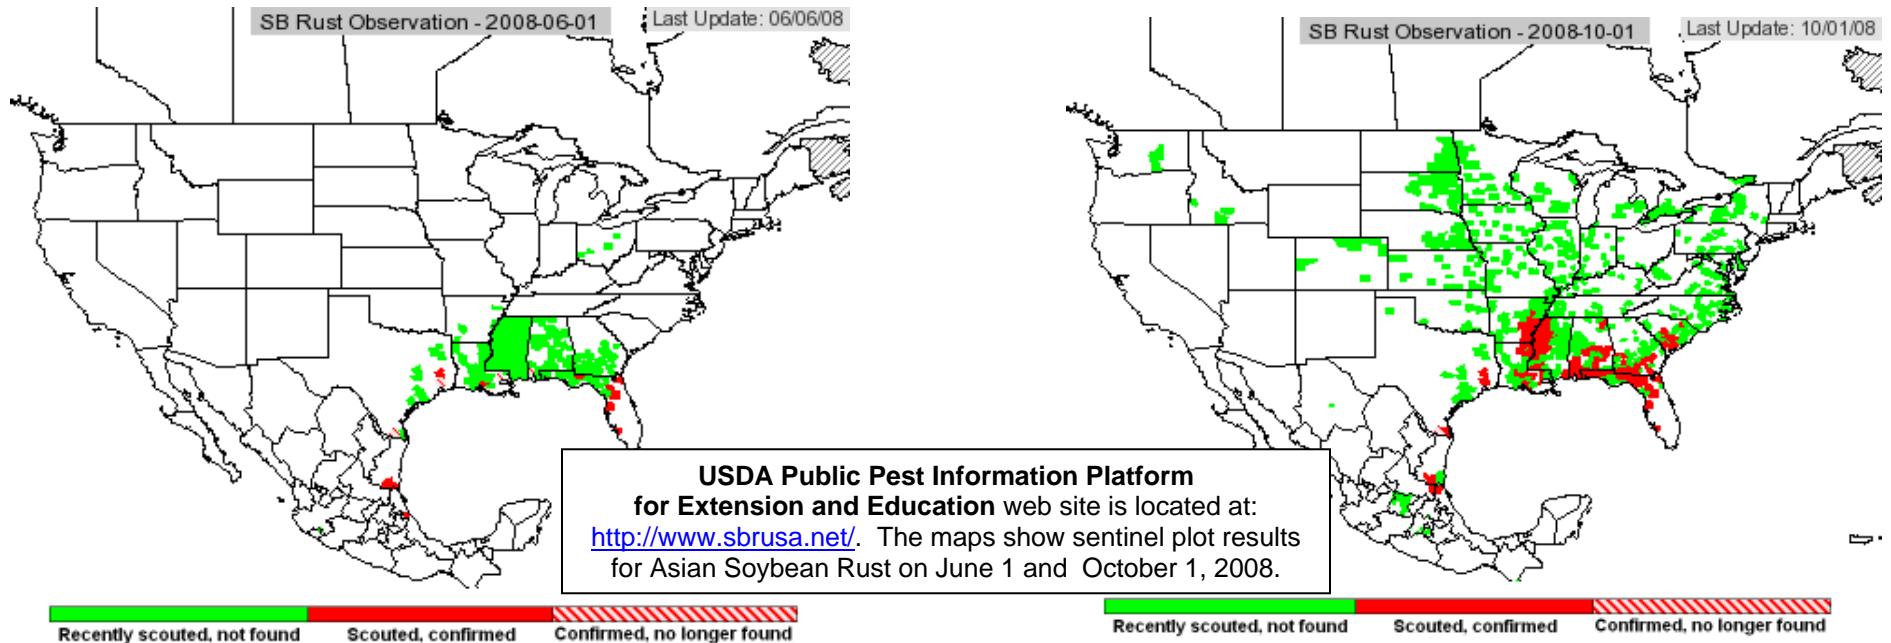 SB Rust Observation - 2008-06-01
Last Update: 06/06/08
SB Rust Observation - 2008-10-01
Last Update: 10/01/08
USDA Public Pest Information Platform
for Extension and Education web site is located at:
http://www.sbrusa.net/. The maps show sentinel plot results
for Asian Soybean Rust on June 1 and October 1, 2008.
Recently scouted, not found
Scouted, confirmed
Confirmed, no longer found
Recently scouted, not found
Scouted, confirmed
Confirmed, no longer found